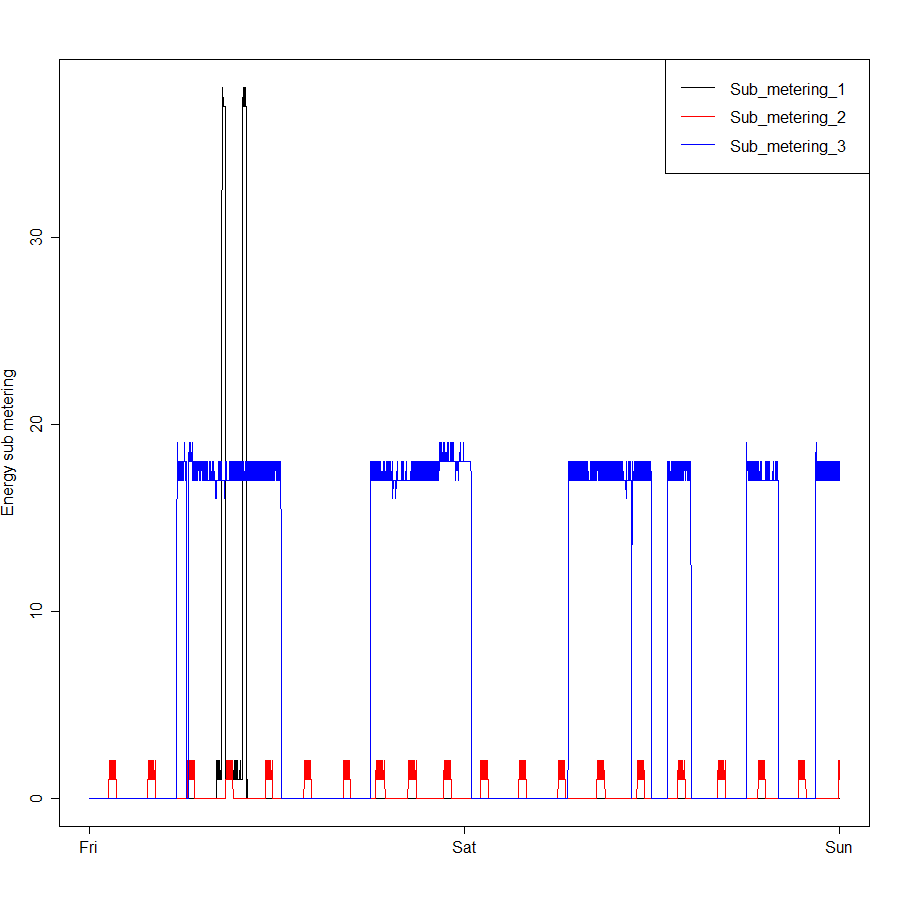 Sub_metering_1
Sub_metering_2
Sub_metering_3
Energy sub metering
30
20
10
0
Fri Sat Sun